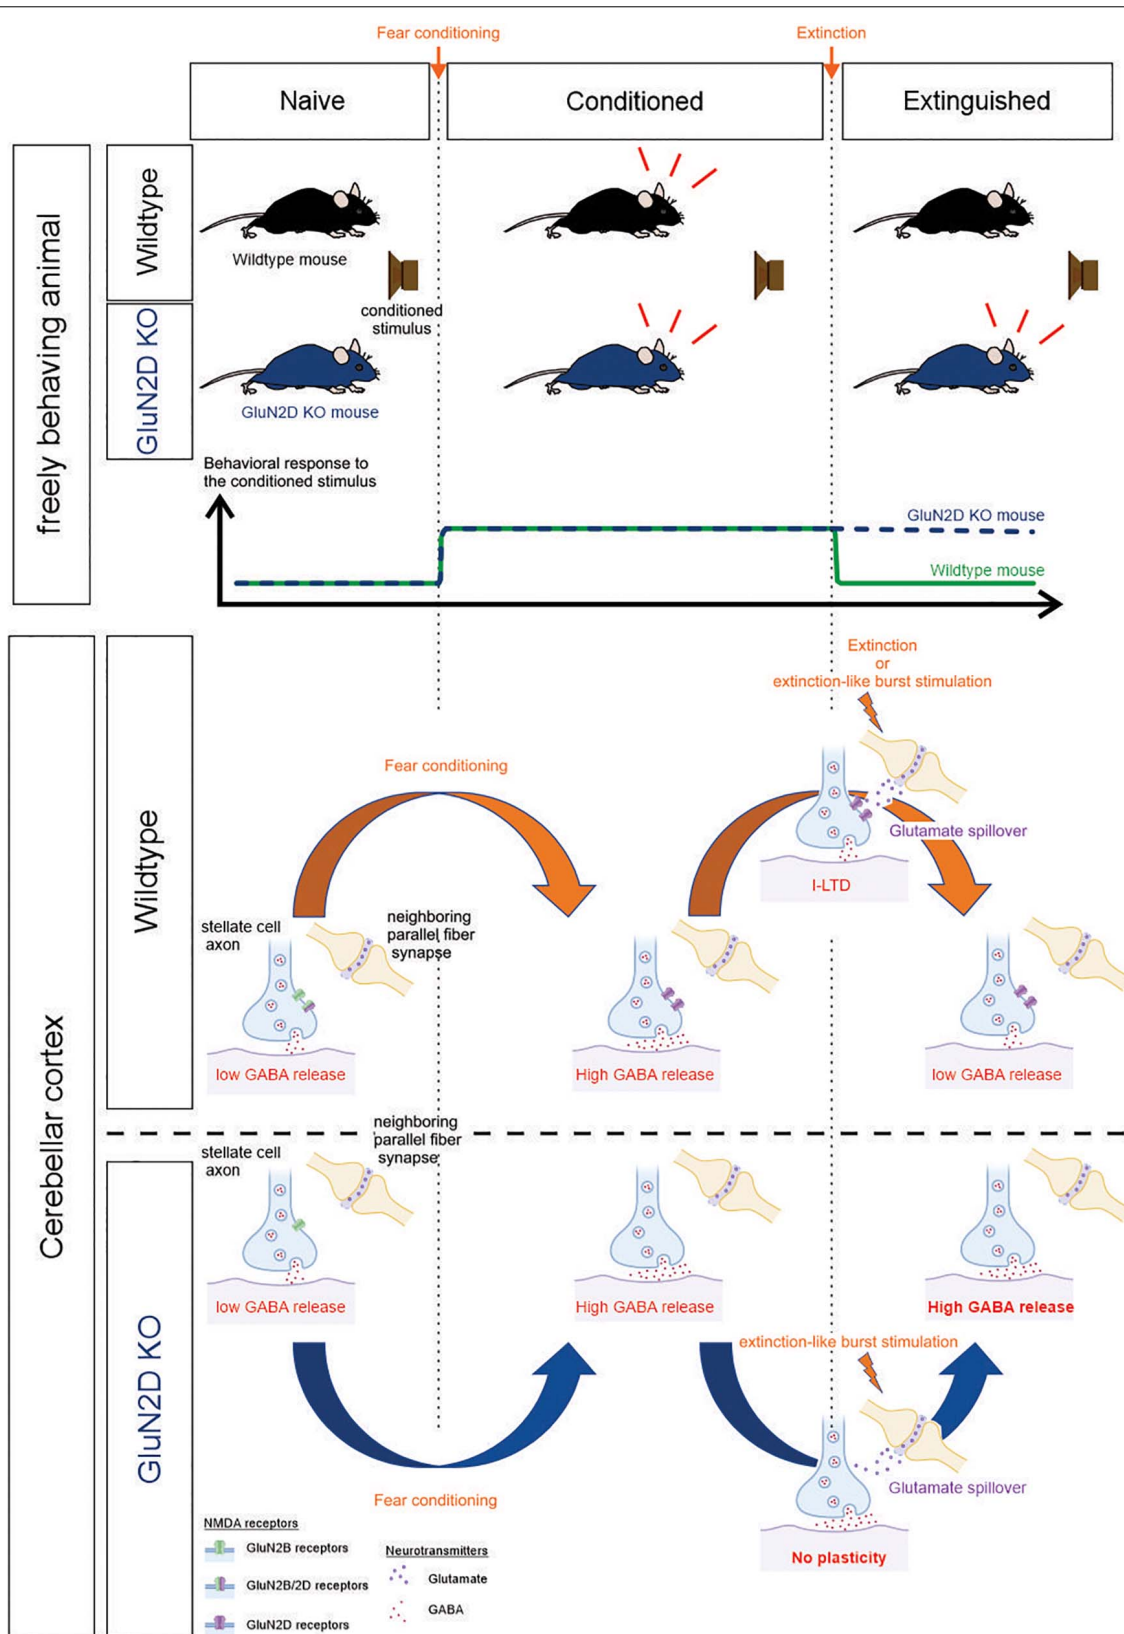 Fear conditioning
Extinction
Naive
Conditioned
Extinguished
freely behaving animal
Wildtype
Wildtype mouse
conditioned
stimulus
GluN2D KO
GluN2D KO mouse
Behavioral response to
the conditioned stimulus
GluN2D KO mouse
Wildtype mouse
Cerebellar cortex
Wildtype
Extinction
or
extinction-like burst stimulation
Fear conditioning
Glutamate spillover
I-LTD
stellate cell
axon
neighboring
parallel fiber
synapse
low GABA release
High GABA release
low GABA release
GluN2D KO
neighboring
parallel fiber
synapse
stellate cell
axon
low GABA release
High GABA release
High GABA release
extinction-like burst stimulation
Glutamate spillover
Fear conditioning
No plasticity
NMDA receptors
GluN2B receptors
GluN2B/2D receptors
GluN2D receptors
Neurotransmitters
Glutamate
GABA